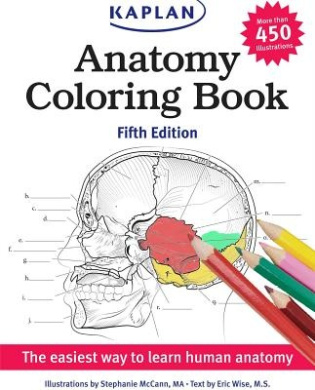 KAPLAN
More than
450
Illustrations
Anatomy
Coloring Book
Fifth Edition
b.
c.
d.
e.
f.
g.
h.
i.
j.
m.
n.
Illustrations by Stephanie McCann, MA • Text by Eric Wise, M.S.
The easiest way to learn human anatomy